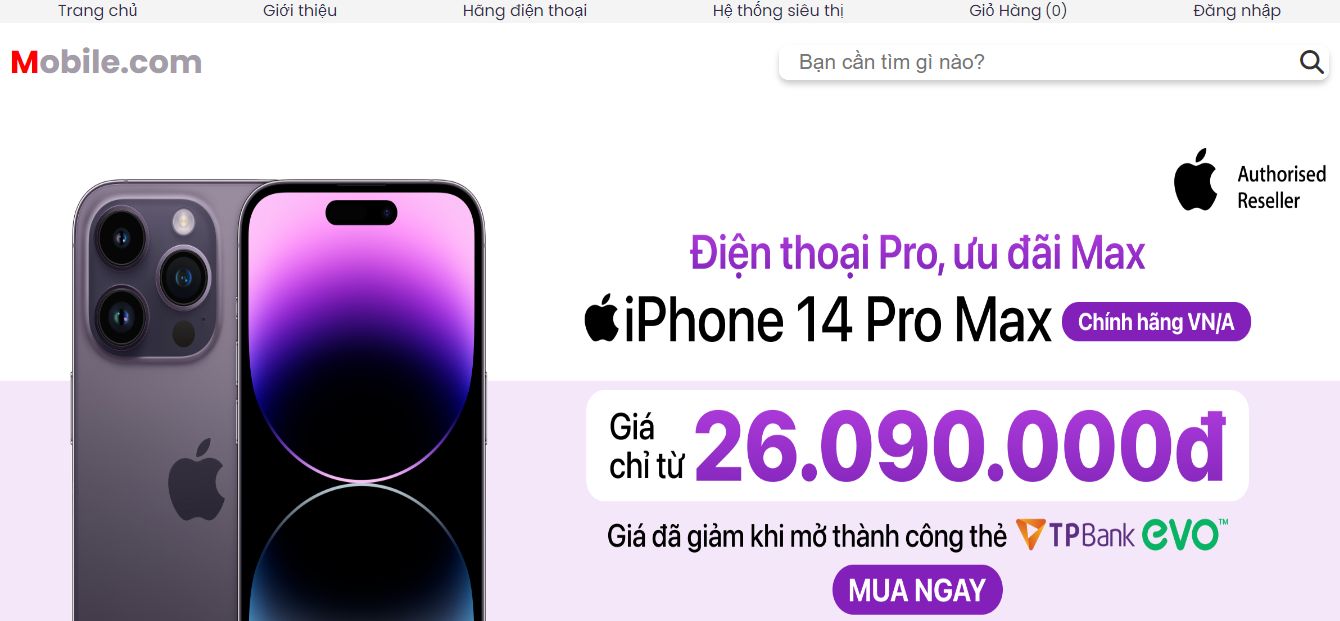 Trang chủ Giới thiệu Hãng điện thoại Hệ thống siêu thị Giỏ Hàng (0) Đăng nhập
Mobile.com Bạn cần tìm gì nào?
Authorised
Reseller
Điện thoại Pro, ưu đãi Max
iPhone 14 Pro Max Chính hãng VN/A
Giá
chỉ từ 26.090.000đ
Giá đã giảm khi mở thành công thẻ TPBank evo™
MUA NGAY